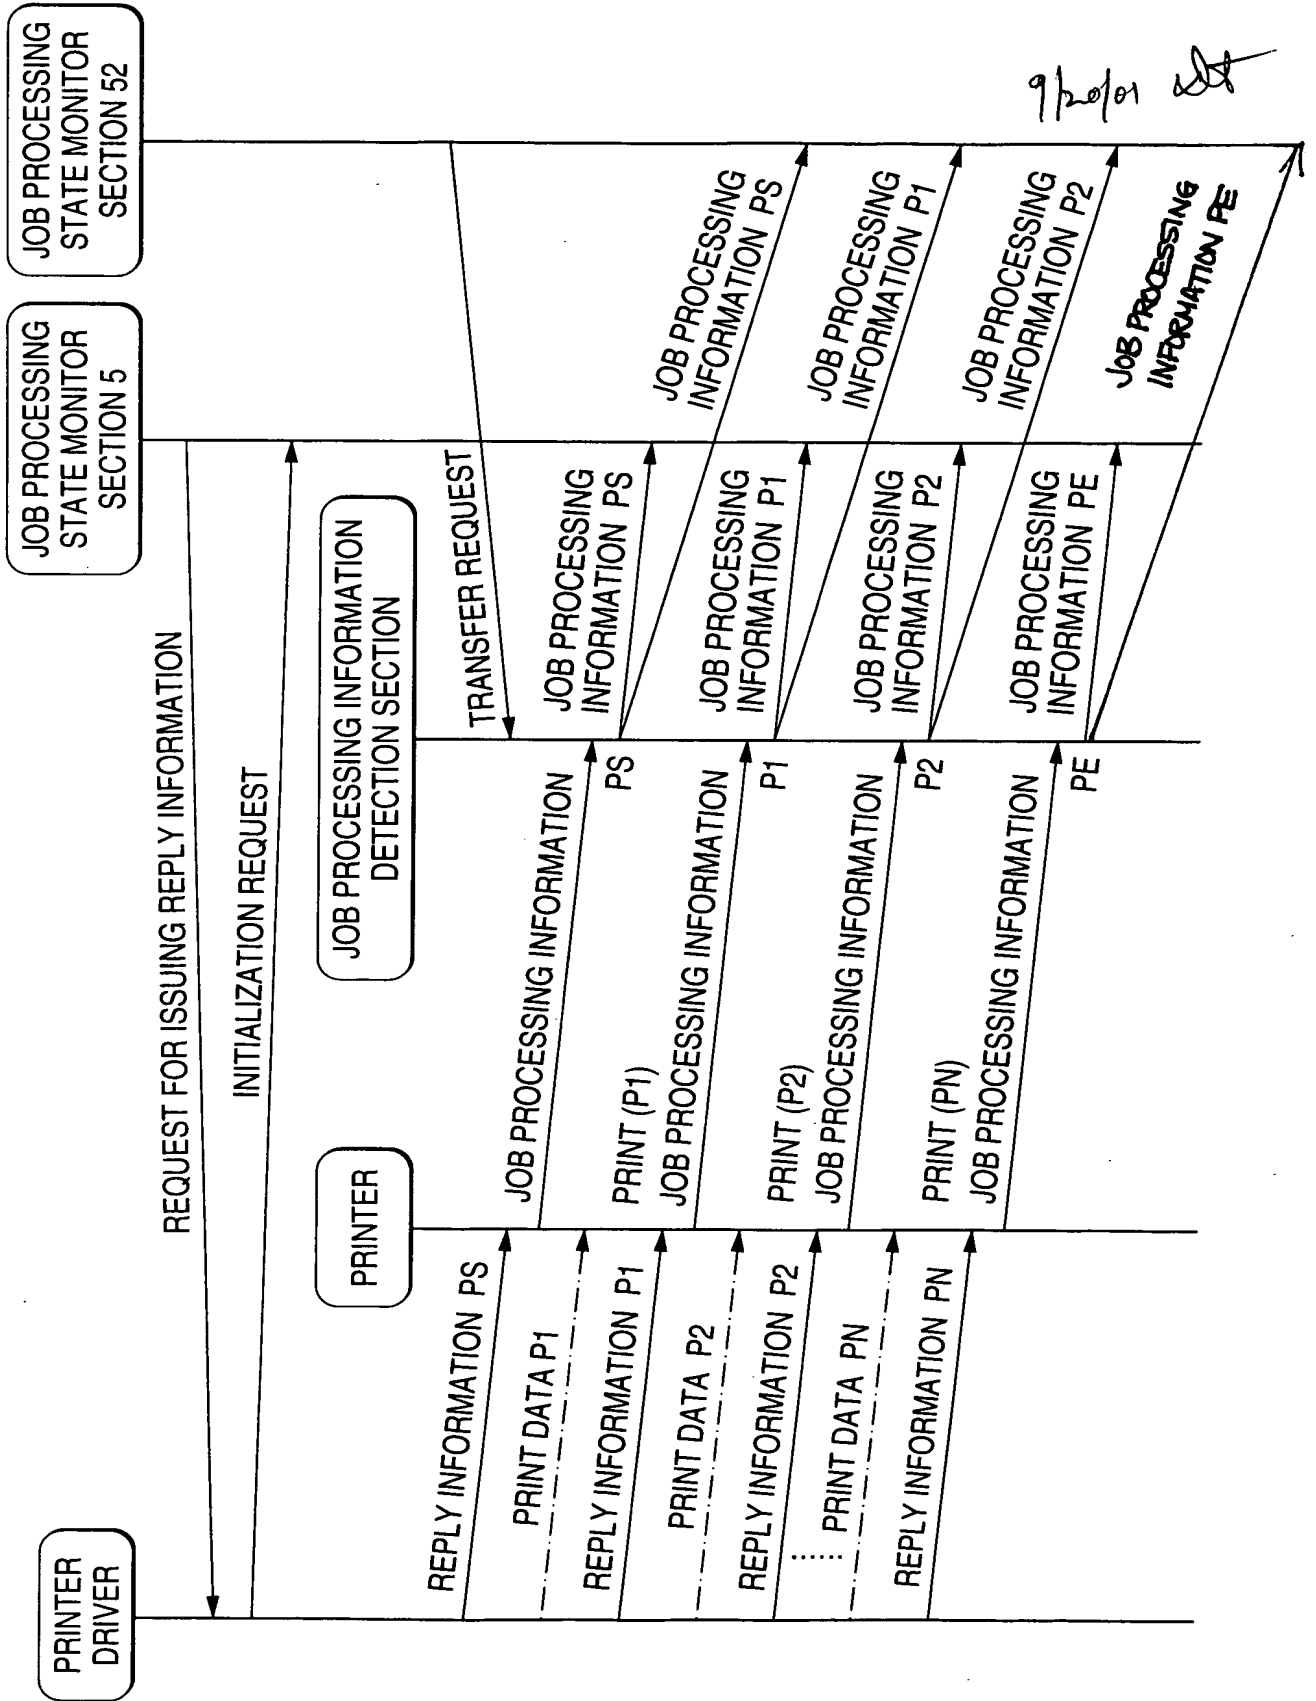 PRINTER
DRIVER
JOB PROCESSING
STATE MONITOR
SECTION 5
JOB PROCESSING
STATE MONITOR
SECTION 52
REQUEST FOR ISSUING REPLY INFORMATION
INITIALIZATION REQUEST
PRINTER
JOB PROCESSING INFORMATION
DETECTION SECTION
TRANSFER REQUEST
REPLY INFORMATION PS
JOB PROCESSING INFORMATION
PS
JOB PROCESSING
INFORMATION PS
JOB PROCESSING
INFORMATION PS
PRINT DATA P1
REPLY INFORMATION P1
PRINT (P1)
JOB PROCESSING INFORMATION
P1
JOB PROCESSING
INFORMATION P1
JOB PROCESSING
INFORMATION P1
PRINT DATA P2
REPLY INFORMATION P2
PRINT (P2)
JOB PROCESSING INFORMATION
P2
JOB PROCESSING
INFORMATION P2
JOB PROCESSING
INFORMATION P2
...... PRINT DATA PN
REPLY INFORMATION PN
PRINT (PN)
JOB PROCESSING INFORMATION
PE
JOB PROCESSING
INFORMATION PE
JOB PROCESSING
INFORMATION PE
9/20/01